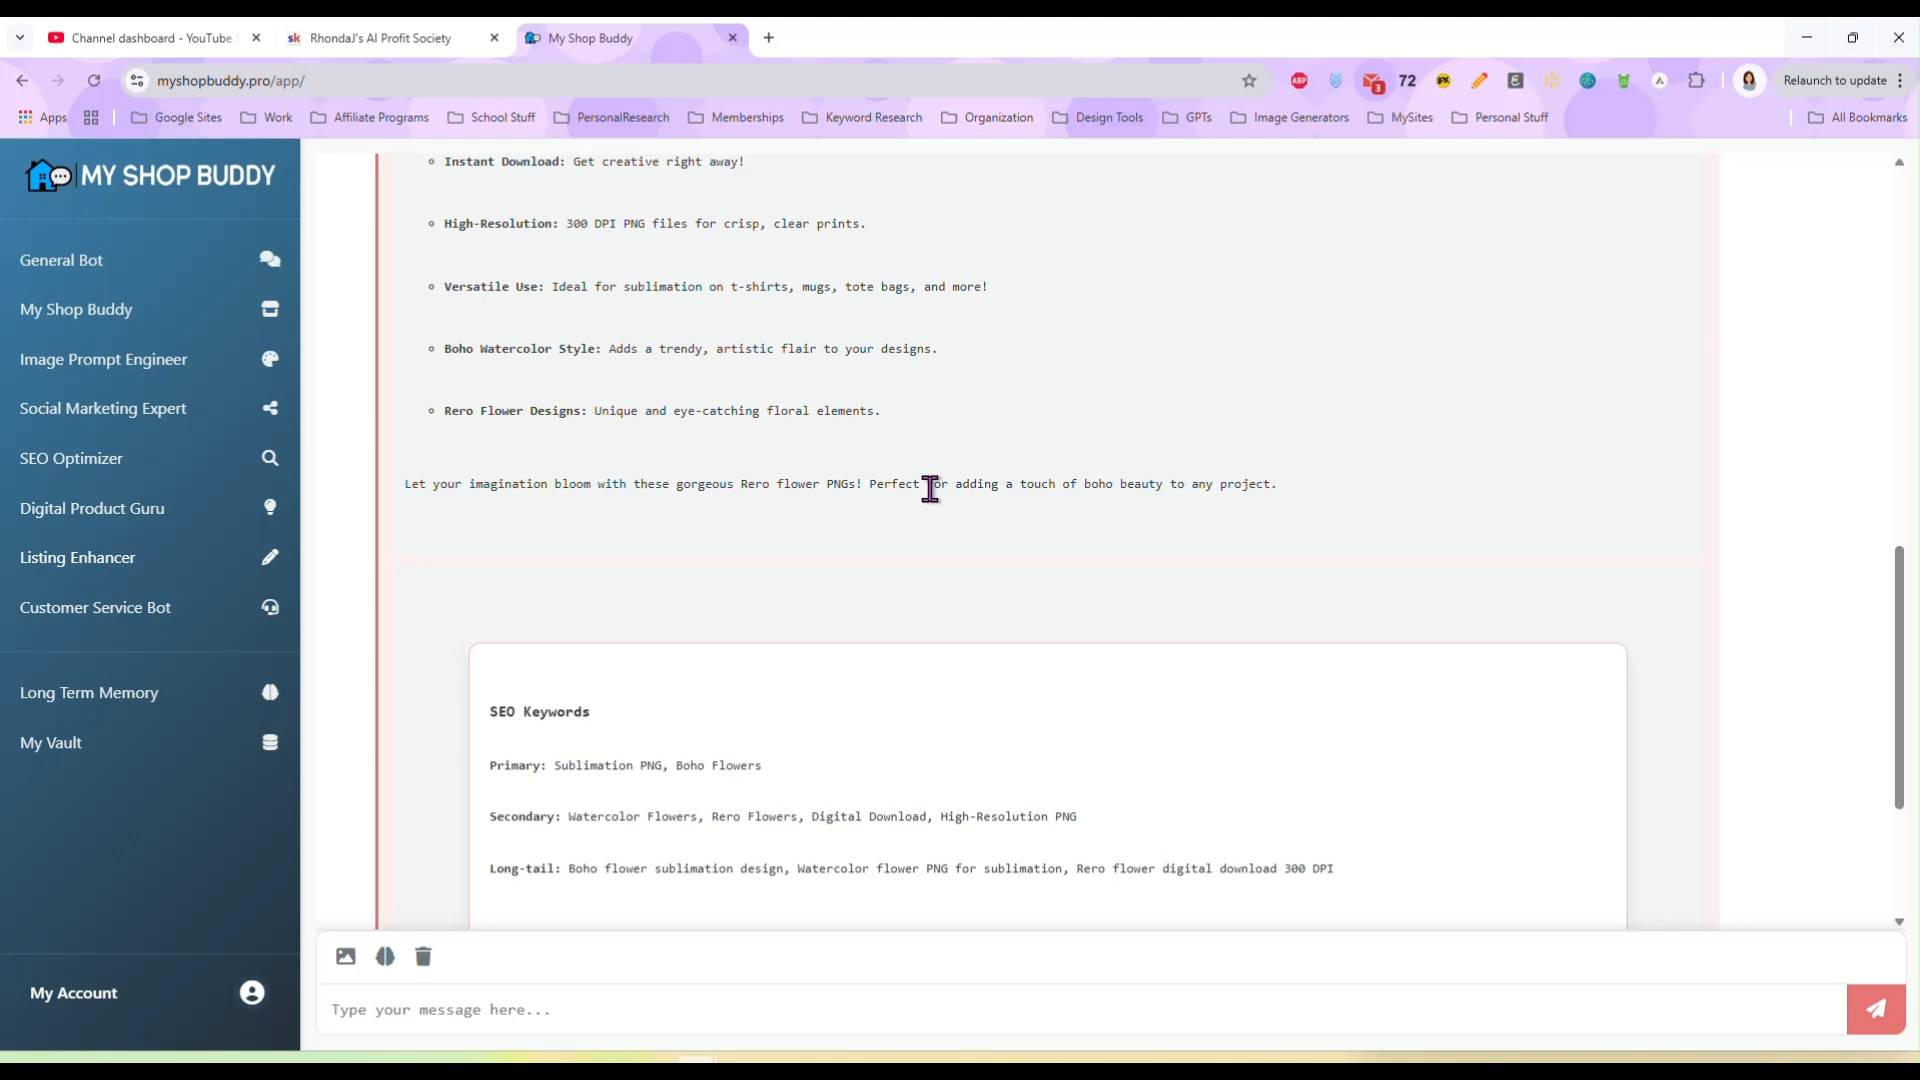 Channel dashboard - YouTube
sk RhondaJ's AI Profit Society
My Shop Buddy
myshopbuddy.pro/app/
ABP
3
72
Relaunch to update
Apps
Google Sites
Work
Affiliate Programs
School Stuff
PersonalResearch
Memberships
Keyword Research
Organization
Design Tools
GPTs
Image Generators
MySites
Personal Stuff
All Bookmarks
MY SHOP BUDDY
General Bot
My Shop Buddy
Image Prompt Engineer
Social Marketing Expert
SEO Optimizer
Digital Product Guru
Listing Enhancer
Customer Service Bot
Long Term Memory
My Vault
My Account
Instant Download: Get creative right away!
High-Resolution: 300 DPI PNG files for crisp, clear prints.
Versatile Use: Ideal for sublimation on t-shirts, mugs, tote bags, and more!
Boho Watercolor Style: Adds a trendy, artistic flair to your designs.
Rero Flower Designs: Unique and eye-catching floral elements.
Let your imagination bloom with these gorgeous Rero flower PNGs! Perfect for adding a touch of boho beauty to any project.
SEO Keywords
Primary: Sublimation PNG, Boho Flowers
Secondary: Watercolor Flowers, Rero Flowers, Digital Download, High-Resolution PNG
Long-tail: Boho flower sublimation design, Watercolor flower PNG for sublimation, Rero flower digital download 300 DPI
Type your message here...